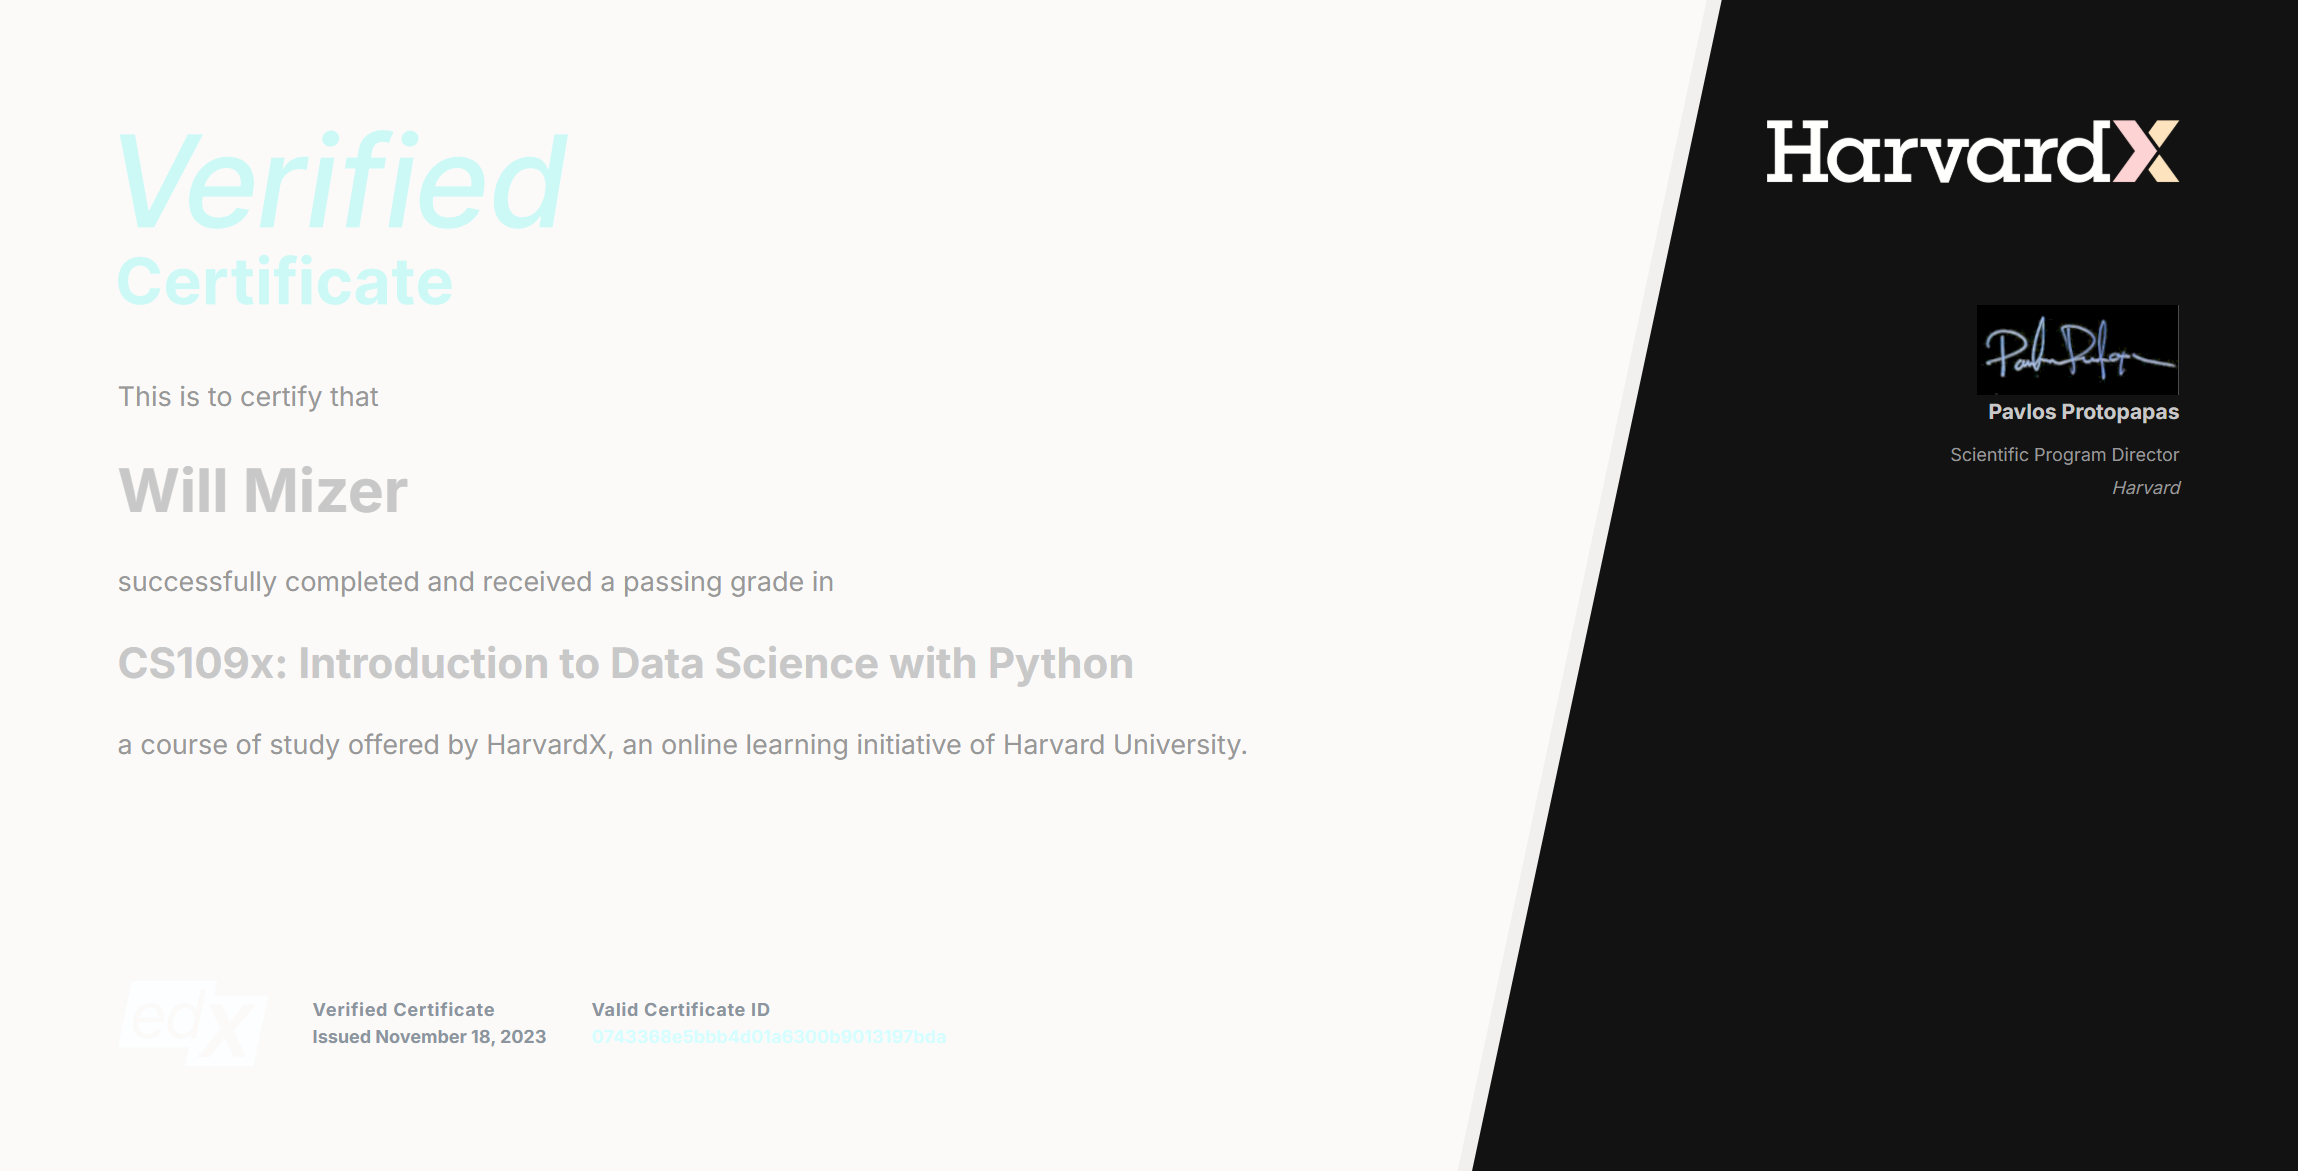 Verified
Certificate
This is to certify that
Will Mizer
successfully completed and received a passing grade in
CS109x: Introduction to Data Science with Python
a course of study offered by HarvardX, an online learning initiative of Harvard University.
edX
Verified Certificate
Issued November 18, 2023
Valid Certificate ID
0743368e5bbb4d01a6300b9013197bda
HarvardX
Pavlos Protopapas
Scientific Program Director
Harvard